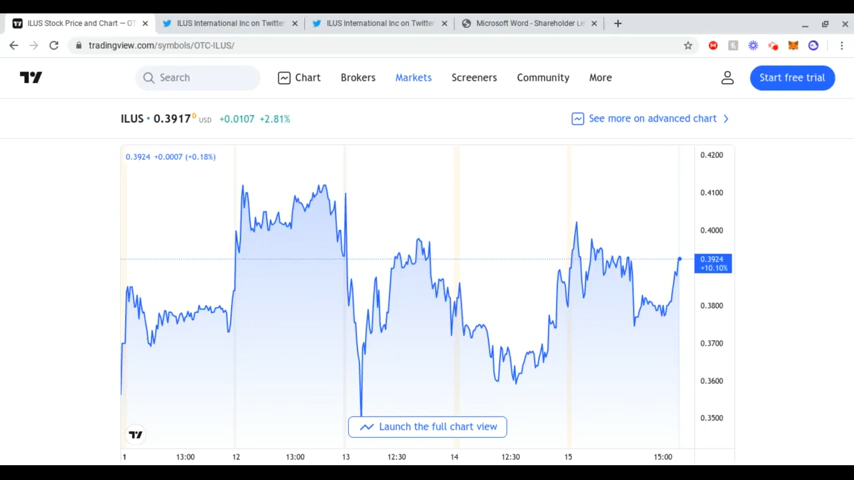 ILUS Stock Price and Chart — OT
ILUS International Inc on Twitter
ILUS International Inc on Twitter
Microsoft Word - Shareholder Le
tradingview.com/symbols/OTC-ILUS/
Search
Chart
Brokers
Markets
Screeners
Community
More
Start free trial
ILUS • 0.3917 D USD +0.0107 +2.81%
See more on advanced chart
0.3924 +0.0007 (+0.18%)
0.4200
0.4100
0.4000
0.3924
+10.10%
0.3800
0.3700
0.3600
0.3500
Launch the full chart view
1 13:00 12 13:00 13 12:30 14 12:30 15 15:00